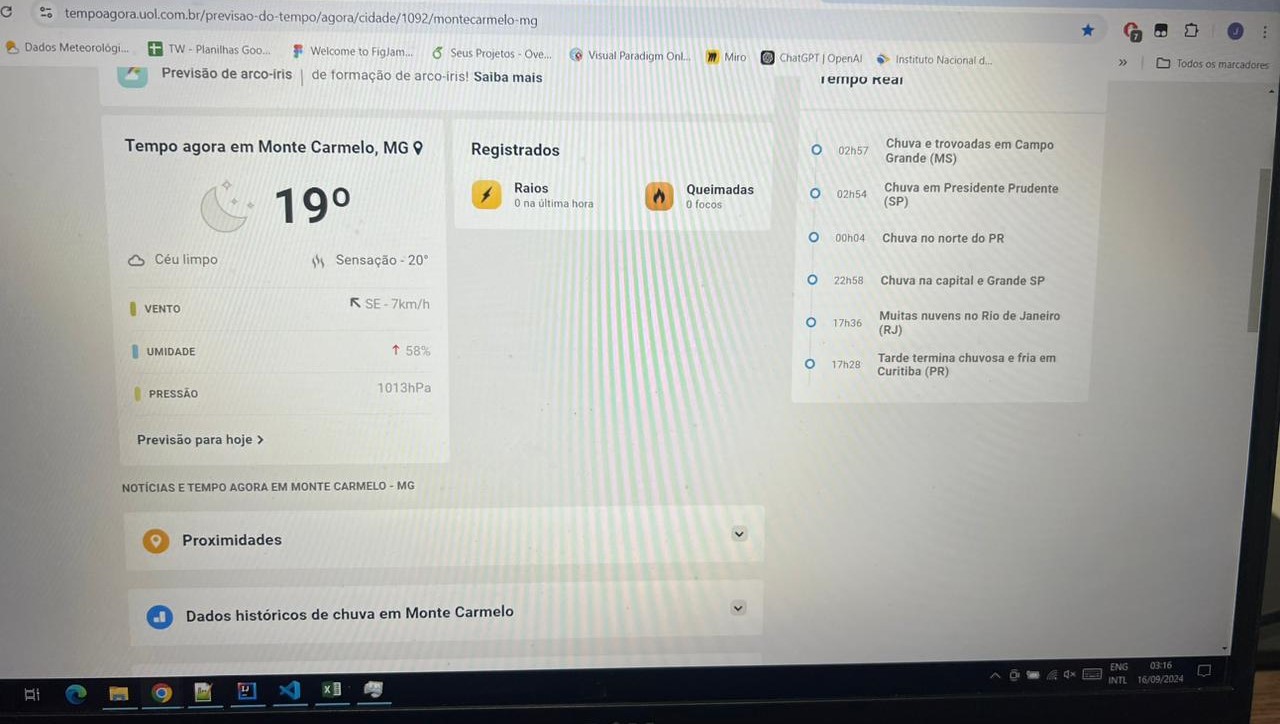 tempoagora.uol.com.br/previsao-do-tempo/agora/cidade/1092/montecarmelo-mg
7
J
Dados Meteorológi...
TW - Planilhas Goo...
Welcome to FigJam...
Seus Projetos - Ove...
Visual Paradigm Onl...
Miro
ChatGPT | OpenAI
Instituto Nacional d...
»
Todos os marcadores
Previsão de arco-íris
de formação de arco-íris! Saiba mais
Tempo Real
Tempo agora em Monte Carmelo, MG
19º
Céu limpo
Sensação - 20°
VENTO
SE - 7km/h
UMIDADE
58%
PRESSÃO
1013hPa
Previsão para hoje
Registrados
Raios
0 na última hora
Queimadas
0 focos
02h57
Chuva e trovoadas em Campo
Grande (MS)
02h54
Chuva em Presidente Prudente
(SP)
00h04
Chuva no norte do PR
22h58
Chuva na capital e Grande SP
17h36
Muitas nuvens no Rio de Janeiro
(RJ)
17h28
Tarde termina chuvosa e fria em
Curitiba (PR)
NOTÍCIAS E TEMPO AGORA EM MONTE CARMELO - MG
Proximidades
Dados históricos de chuva em Monte Carmelo
ENG
INTL
03:16
16/09/2024